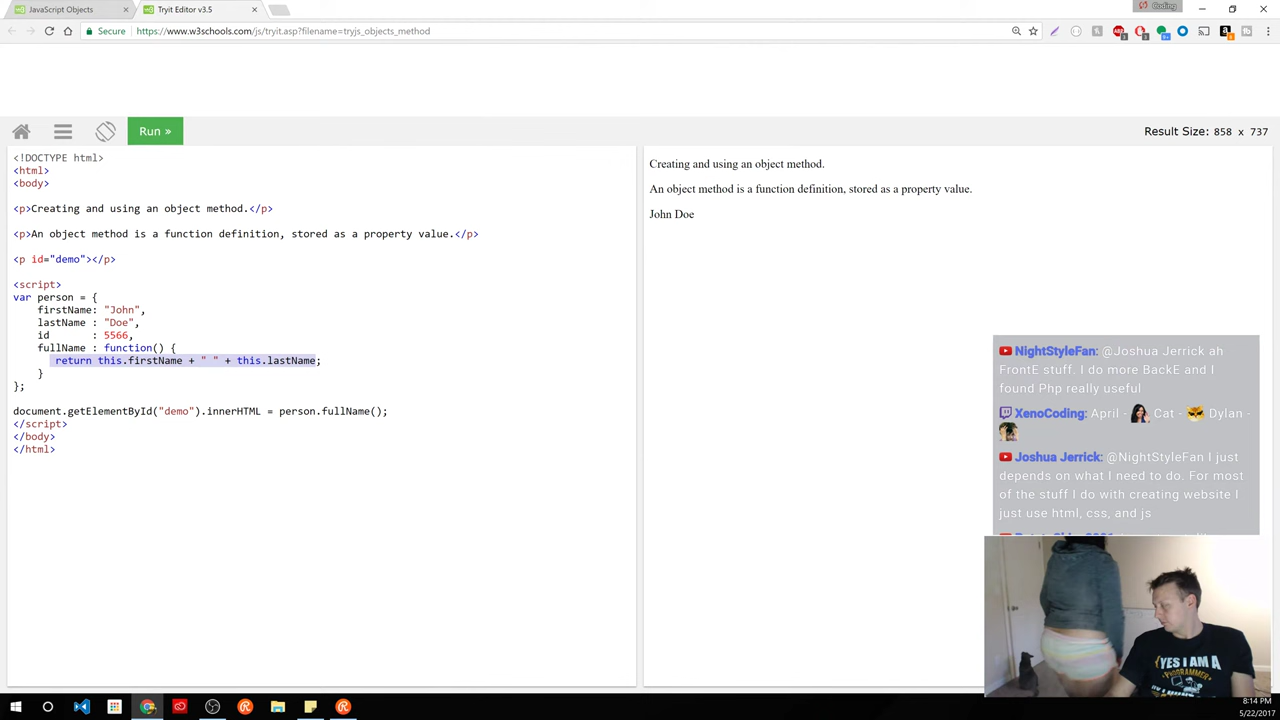 JavaScript Objects
Tryit Editor v3.5
Coding
Secure
https://www.w3schools.com/js/tryit.asp?filename=tryjs_objects_method
Run »
Result Size: 858 x 737
<!DOCTYPE html>
<html>
<body>
<p>Creating and using an object method.</p>
<p>An object method is a function definition, stored as a property value.</p>
<p id="demo"></p>
<script>
var person = {
firstName: "John",
lastName : "Doe",
id       : 5566,
fullName : function() {
return this.firstName + " " + this.lastName;
}
};
document.getElementById("demo").innerHTML = person.fullName();
</script>
</body>
</html>
Creating and using an object method.
An object method is a function definition, stored as a property value.
John Doe
NightStyleFan: @Joshua Jerrick ah
FrontE stuff. I do more BackE and I
found Php really useful
XenoCoding: April - Cat - Dylan -
Joshua Jerrick: @NightStyleFan I just
depends on what I need to do. For most
of the stuff I do with creating website I
just use html, css, and js
YES I AM A
PROGRAMMER
8:14 PM
5/22/2017